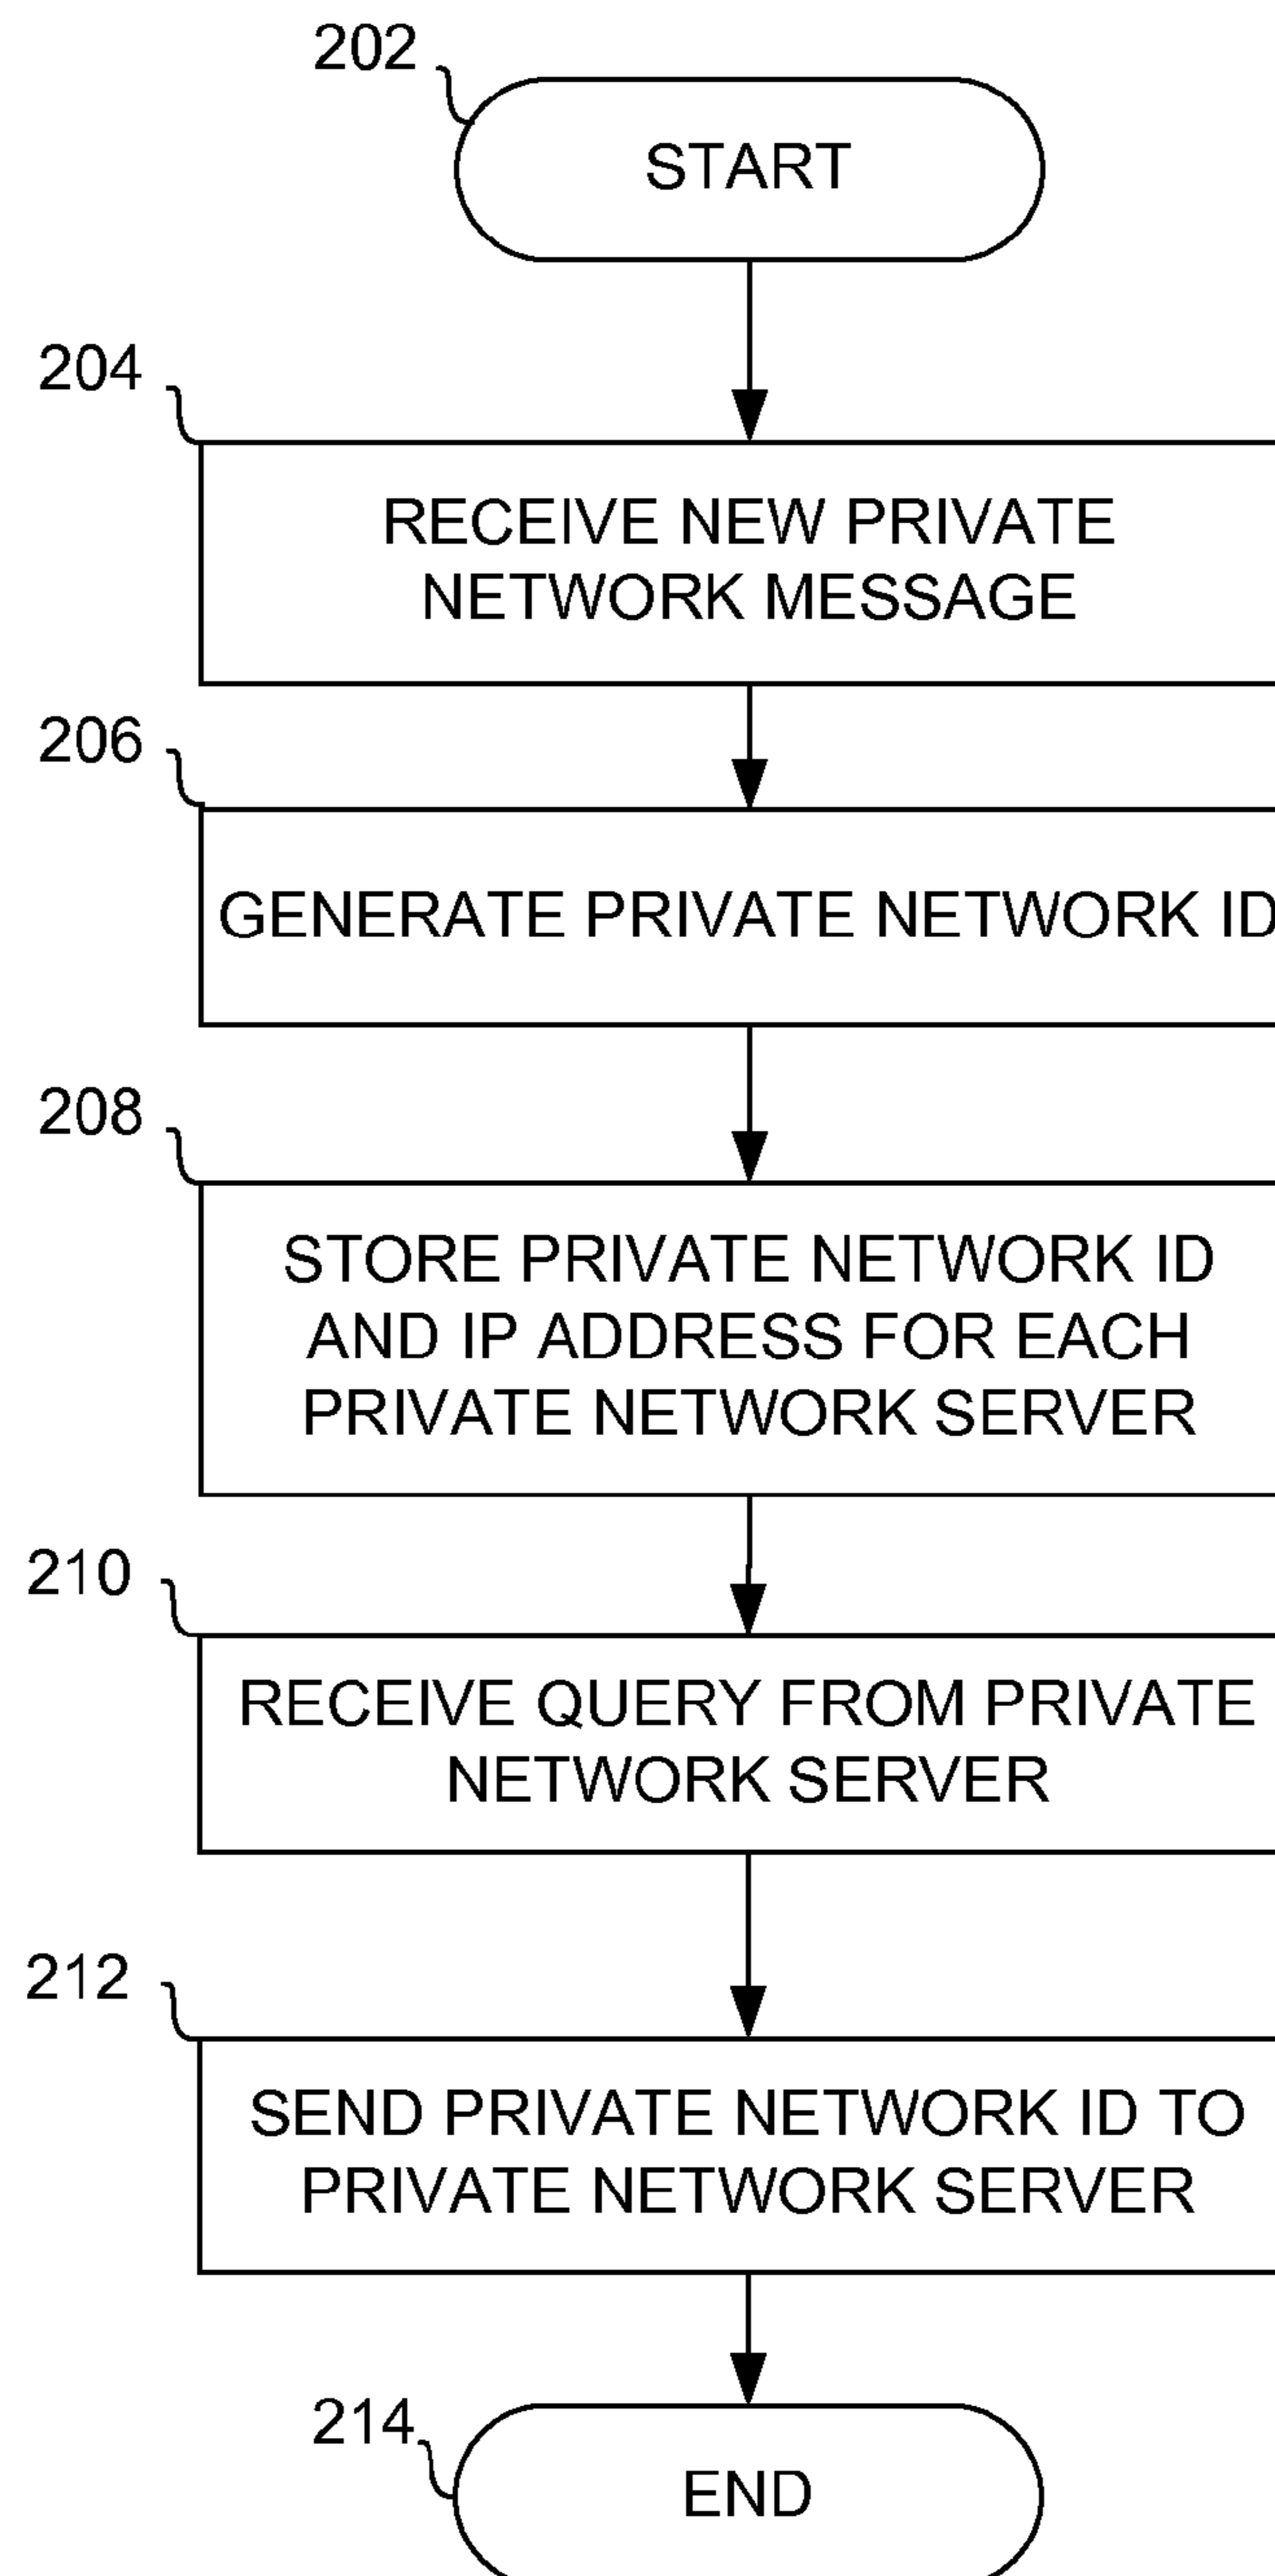 202
START
204
RECEIVE NEW PRIVATE
NETWORK MESSAGE
206
GENERATE PRIVATE NETWORK ID
208
STORE PRIVATE NETWORK ID
AND IP ADDRESS FOR EACH
PRIVATE NETWORK SERVER
210
RECEIVE QUERY FROM PRIVATE
NETWORK SERVER
212
SEND PRIVATE NETWORK ID TO
PRIVATE NETWORK SERVER
214
END